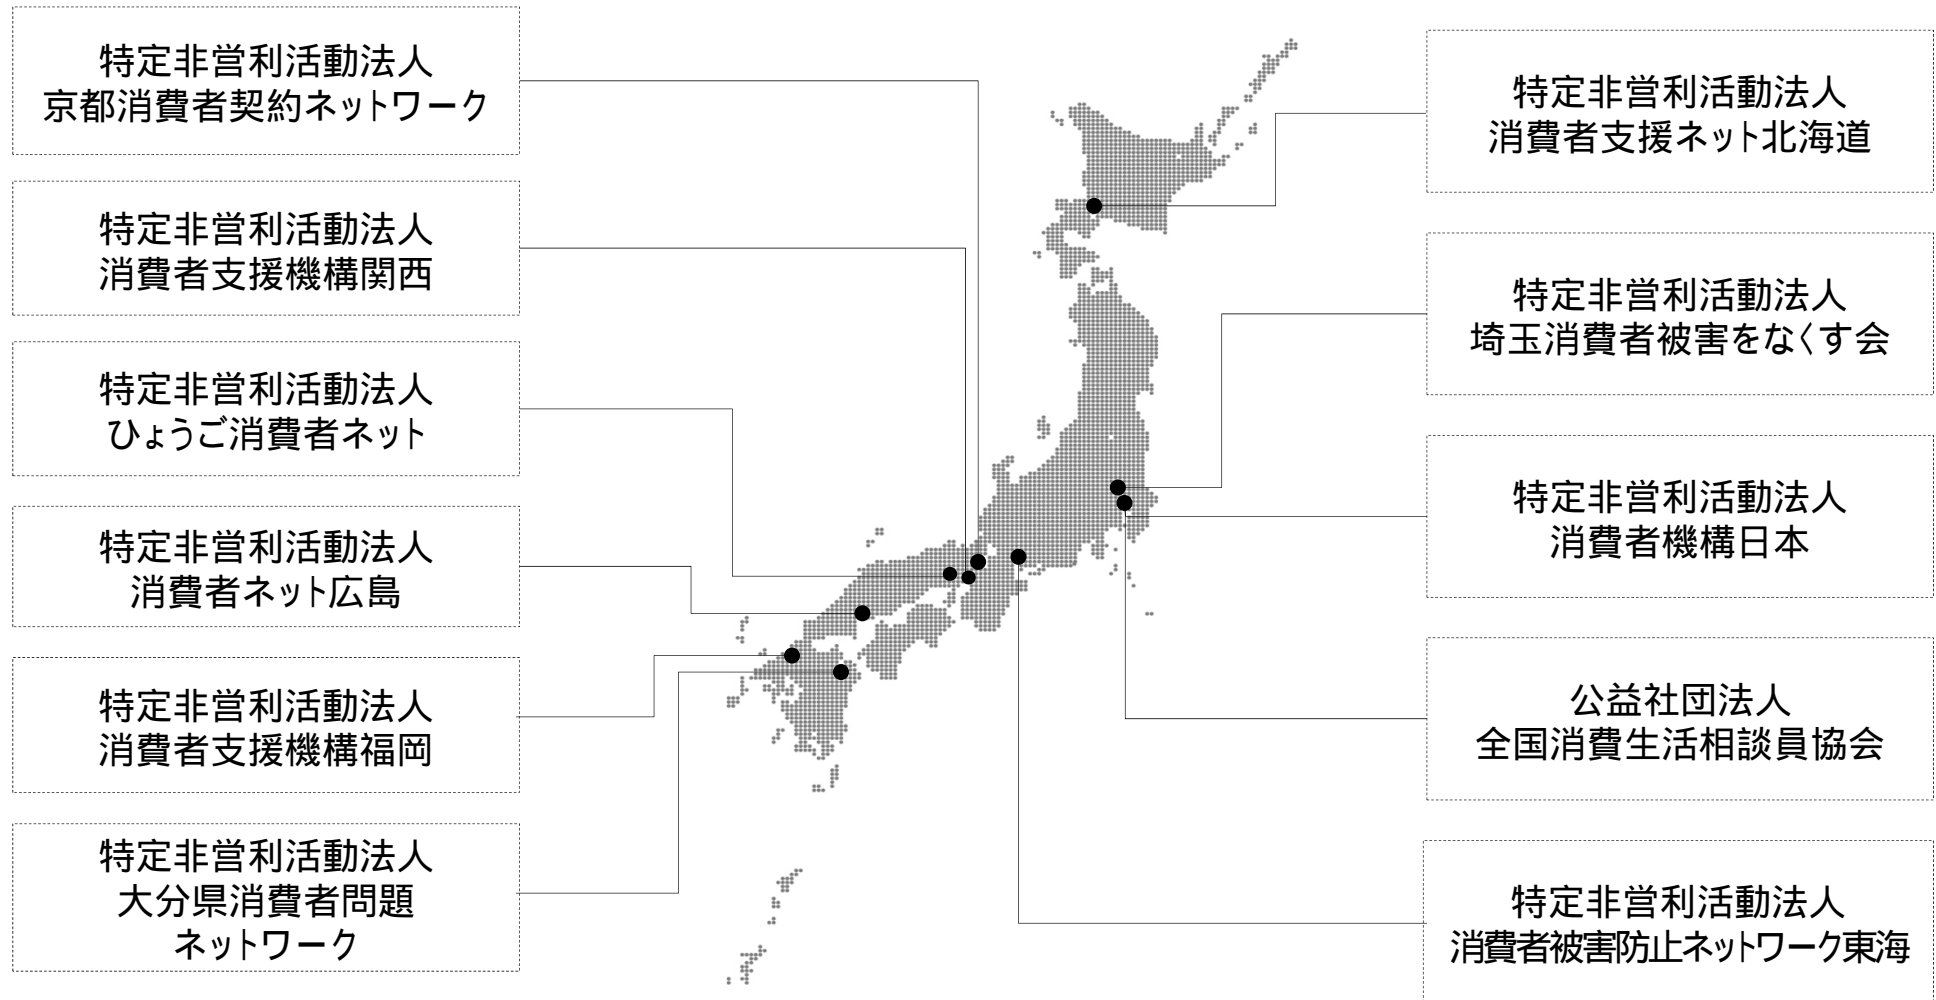 特定非営利活動法人
京都消費者契約ネットワーク
特定非営利活動法人
消費者支援機構関西
特定非営利活動法人
ひょうご消費者ネット
特定非営利活動法人
消費者ネット広島
特定非営利活動法人
消費者支援機構福岡
特定非営利活動法人
大分県消費者問題
ネットワーク
特定非営利活動法人
消費者支援ネット北海道
特定非営利活動法人
埼玉消費者被害をなくす会
特定非営利活動法人
消費者機構日本
公益社団法人
全国消費生活相談員協会
特定非営利活動法人
消費者被害防止ネットワーク東海